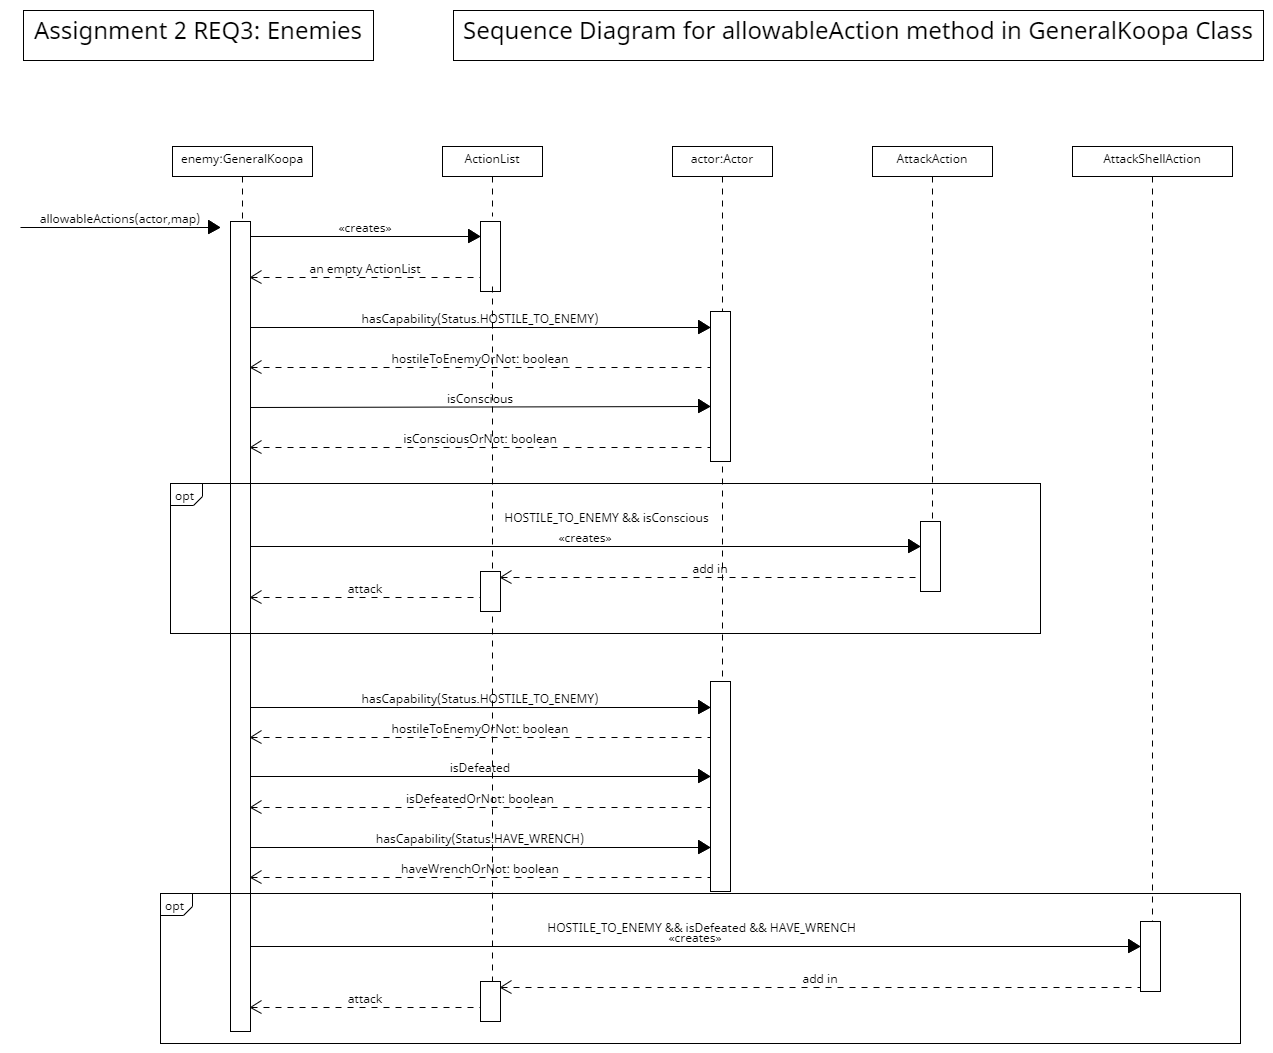 Assignment 2 REQ3: Enemies
Sequence Diagram for allowableAction method in GeneralKoopa Class
enemy:GeneralKoopa
ActionList
actor:Actor
AttackAction
AttackShellAction
allowableActions(actor,map)
«creates»
an empty ActionList
hasCapability(Status.HOSTILE_TO_ENEMY)
hostileToEnemyOrNot: boolean
isConscious
isConsciousOrNot: boolean
opt
HOSTILE_TO_ENEMY && isConscious
«creates»
add in
attack
hasCapability(Status.HOSTILE_TO_ENEMY)
hostileToEnemyOrNot: boolean
isDefeated
isDefeatedOrNot: boolean
hasCapability(Status.HAVE_WRENCH)
haveWrenchOrNot: boolean
opt
HOSTILE_TO_ENEMY && isDefeated && HAVE_WRENCH
«creates»
add in
attack